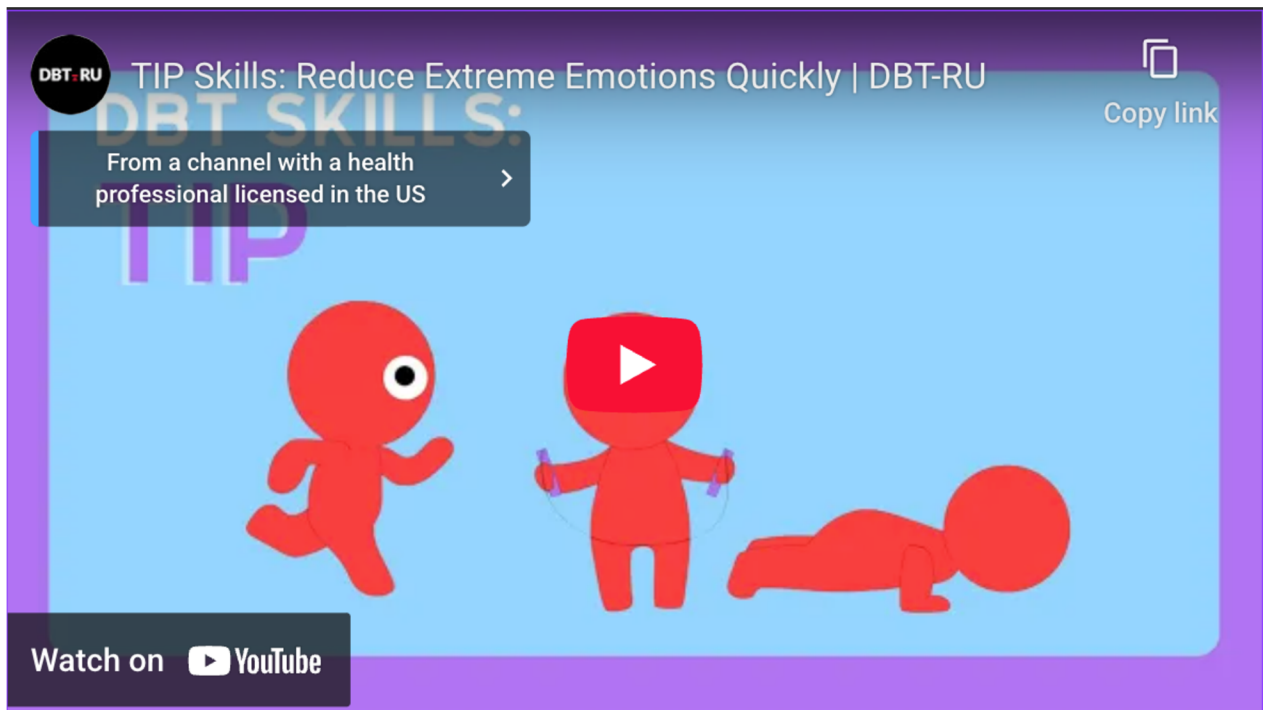 DBT-RU
TIP Skills: Reduce Extreme Emotions Quickly | DBT-RU
Copy link
DBT SKILLS:
From a channel with a health
professional licensed in the US
TIP
Watch on YouTube